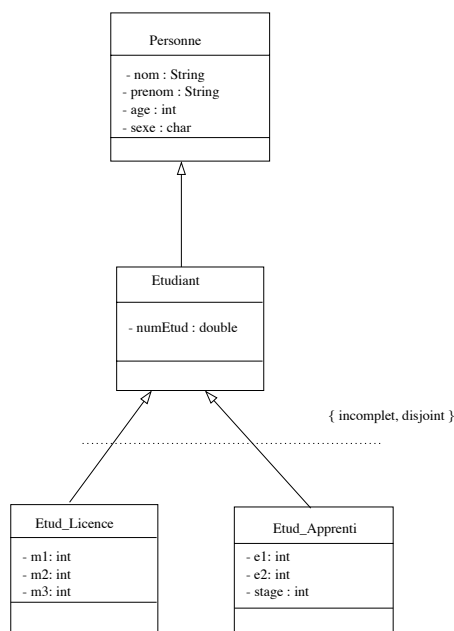 Personne
- nom : String
- prenom : String
- age : int
- sexe : char
Etudiant
- numEtud : double
{ incomplet, disjoint }
Etud_Licence
- m1: int
- m2: int
- m3: int
Etud_Apprenti
- e1: int
- e2: int
- stage : int